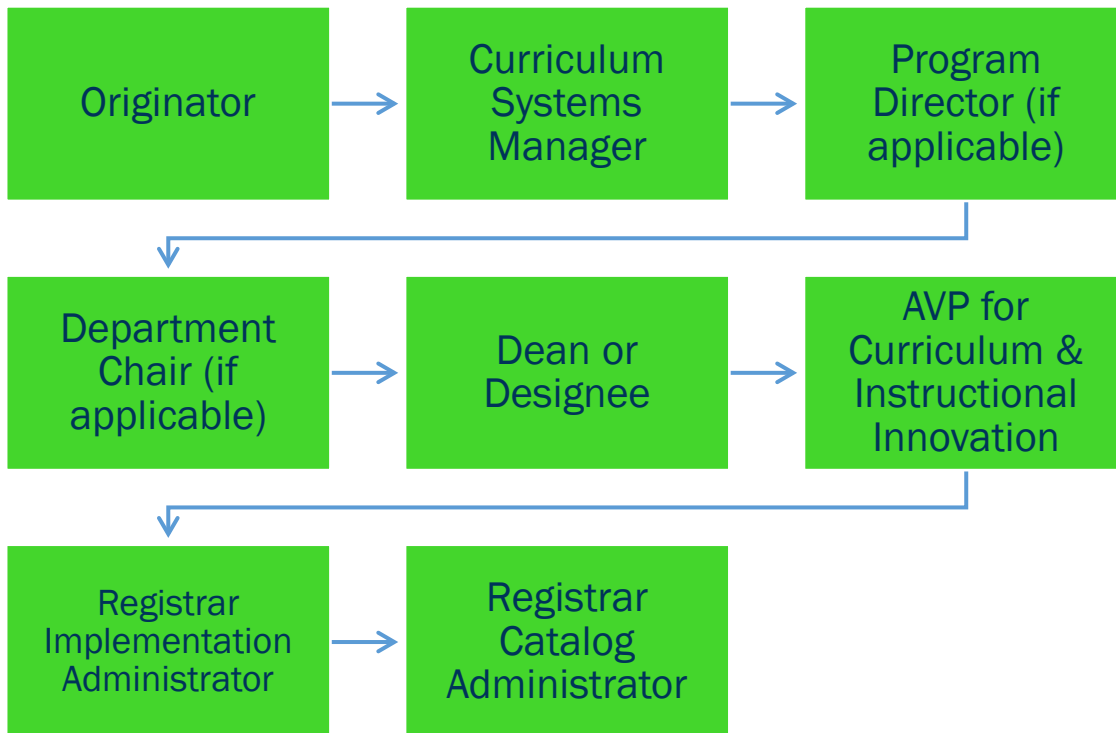 Originator
Curriculum
Systems
Manager
Program
Director (if
applicable)
Department
Chair (if
applicable)
Dean or
Designee
AVP for
Curriculum &
Instructional
Innovation
Registrar
Implementation
Administrator
Registrar
Catalog
Administrator